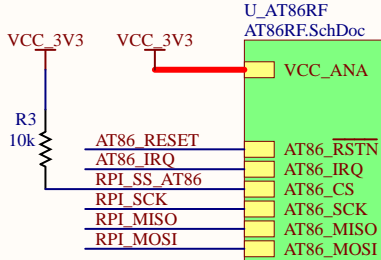 U_AT86RF
AT86RF.SchDoc
VCC_3V3
VCC_3V3
VCC_ANA
R3
10k
AT86_RESET
AT86_RSTN
AT86_IRQ
AT86_IRQ
RPI_SS_AT86
AT86_CS
RPI_SCK
AT86_SCK
RPI_MISO
AT86_MISO
RPI_MOSI
AT86_MOSI